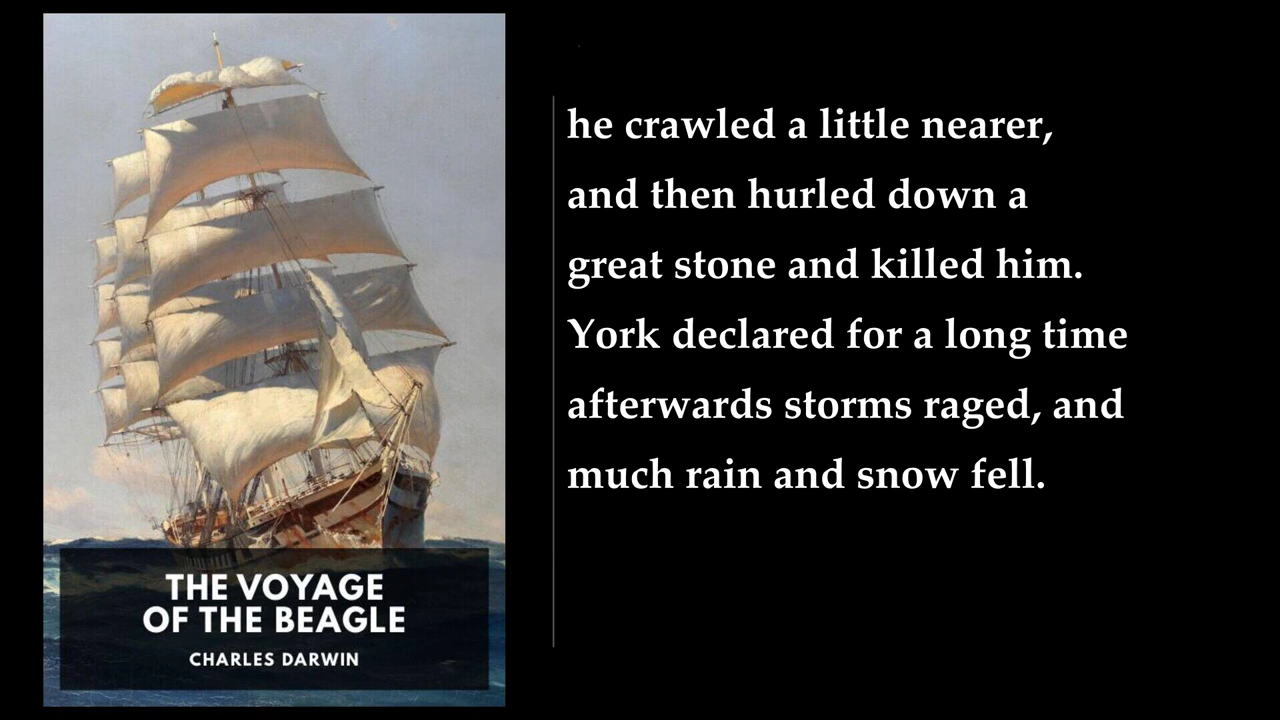 he crawled a little nearer,
and then hurled down a
great stone and killed him.
York declared for a long time
afterwards storms raged, and
much rain and snow fell.
THE VOYAGE
OF THE BEAGLE
CHARLES DARWIN